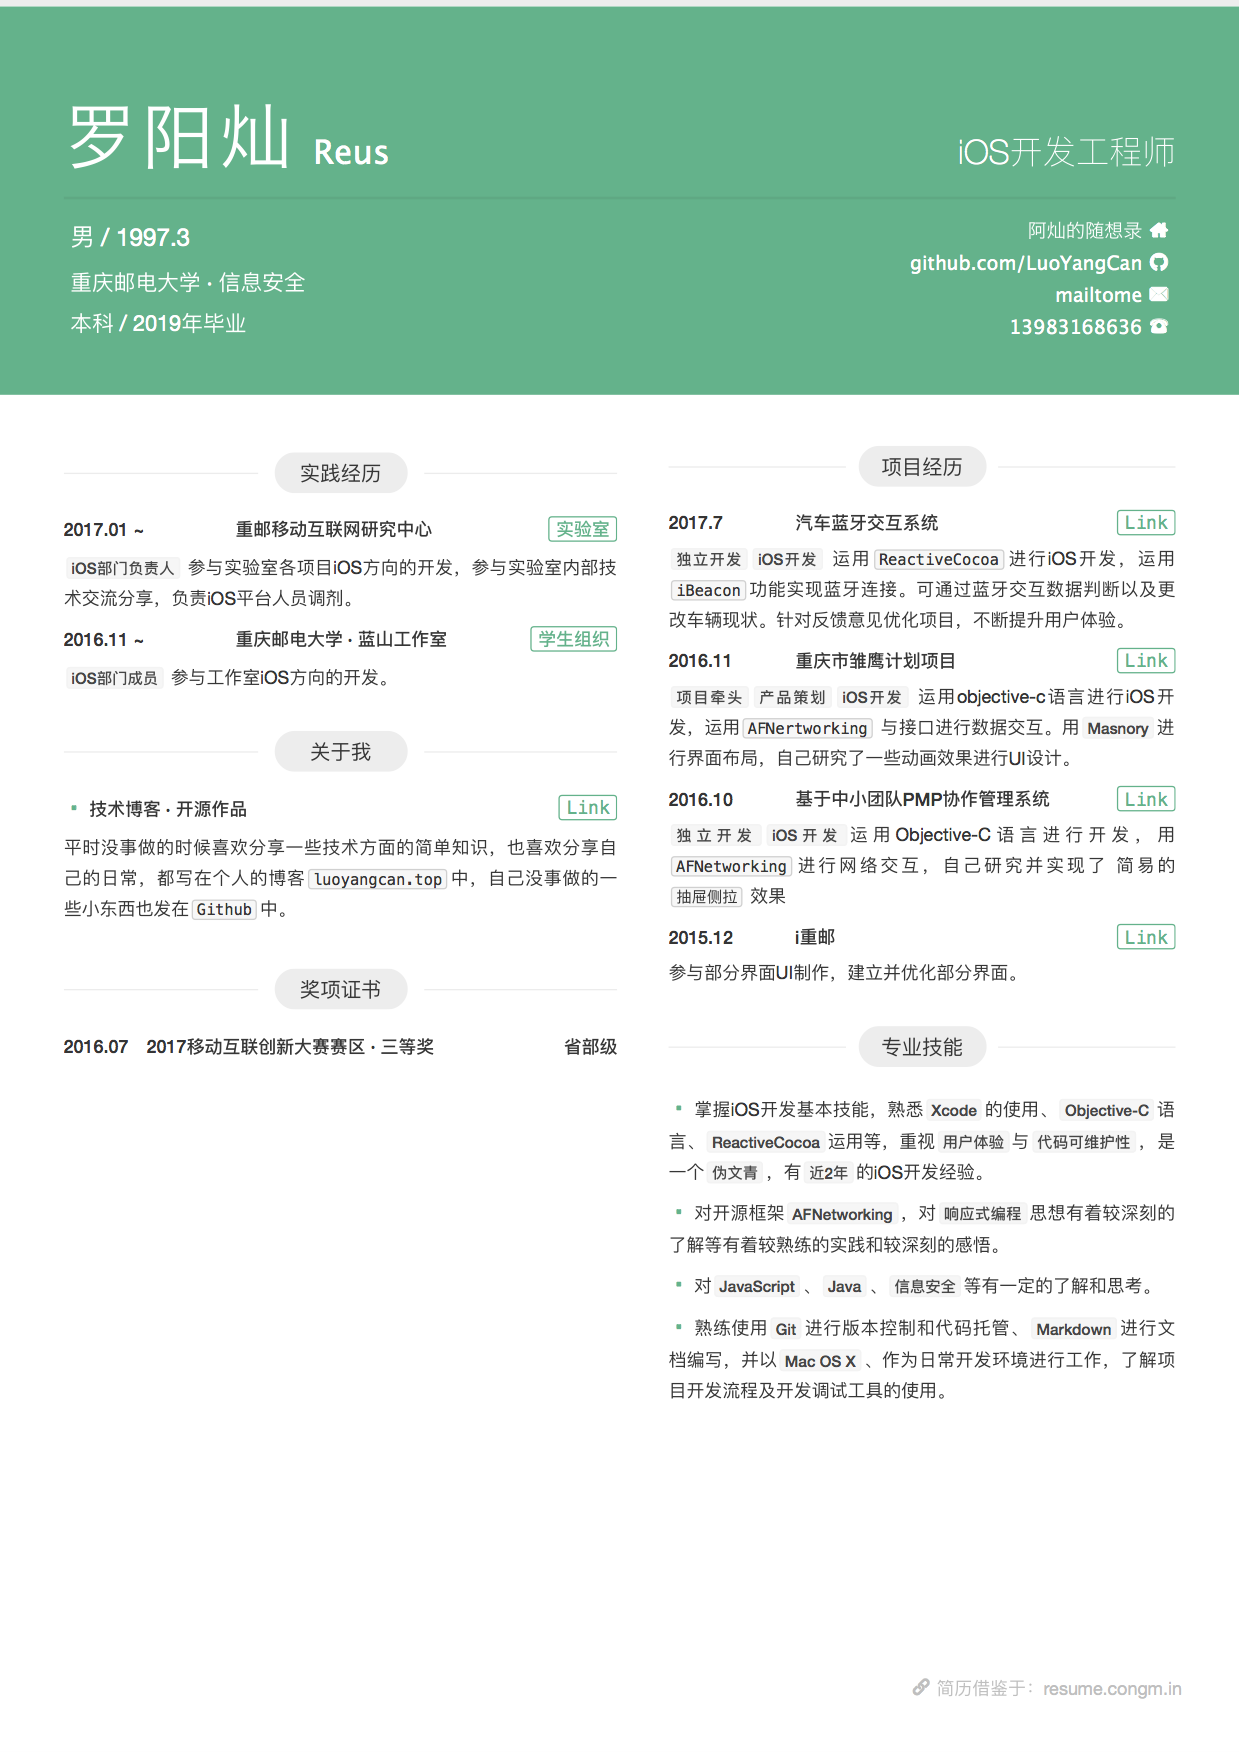 罗阳灿 Reus
iOS开发工程师
男 / 1997.3
重庆邮电大学 · 信息安全
本科 / 2019年毕业
阿灿的随想录
github.com/LuoYangCan
mailtome
13983168636
实践经历
2017.01 ~ 重邮移动互联网研究中心 实验室
iOS部门负责人 参与实验室各项目iOS方向的开发，参与实验室内部技
术交流分享，负责iOS平台人员调剂。
2016.11 ~ 重庆邮电大学 · 蓝山工作室 学生组织
iOS部门成员 参与工作室iOS方向的开发。
关于我
技术博客 · 开源作品 Link
平时没事做的时候喜欢分享一些技术方面的简单知识，也喜欢分享自
己的日常，都写在个人的博客 luoyangcan.top 中，自己没事做的一
些小东西也发在 Github 中。
奖项证书
2016.07 2017移动互联创新大赛赛区 · 三等奖 省部级
项目经历
2017.7 汽车蓝牙交互系统 Link
独立开发 iOS开发 运用 ReactiveCocoa 进行iOS开发，运用
iBeacon 功能实现蓝牙连接。可通过蓝牙交互数据判断以及更
改车辆现状。针对反馈意见优化项目，不断提升用户体验。
2016.11 重庆市雏鹰计划项目 Link
项目牵头 产品策划 iOS开发 运用objective-c语言进行iOS开
发，运用 AFNertworking 与接口进行数据交互。用 Masnory 进
行界面布局，自己研究了一些动画效果进行UI设计。
2016.10 基于中小团队PMP协作管理系统 Link
独立开发 iOS开发 运用Objective-C语言进行开发，用
AFNetworking 进行网络交互，自己研究并实现了 简易的
抽屉侧拉 效果
2015.12 i重邮 Link
参与部分界面UI制作，建立并优化部分界面。
专业技能
掌握iOS开发基本技能，熟悉 Xcode 的使用、 Objective-C 语
言、 ReactiveCocoa 运用等，重视 用户体验 与 代码可维护性 ，是
一个 伪文青 ，有 近2年 的iOS开发经验。
对开源框架 AFNetworking ，对 响应式编程 思想有着较深刻的
了解等有着较熟练的实践和较深刻的感悟。
对 JavaScript 、 Java 、 信息安全 等有一定的了解和思考。
熟练使用 Git 进行版本控制和代码托管、 Markdown 进行文
档编写，并以 Mac OS X 、作为日常开发环境进行工作，了解项
目开发流程及开发调试工具的使用。
简历借鉴于：resume.congm.in